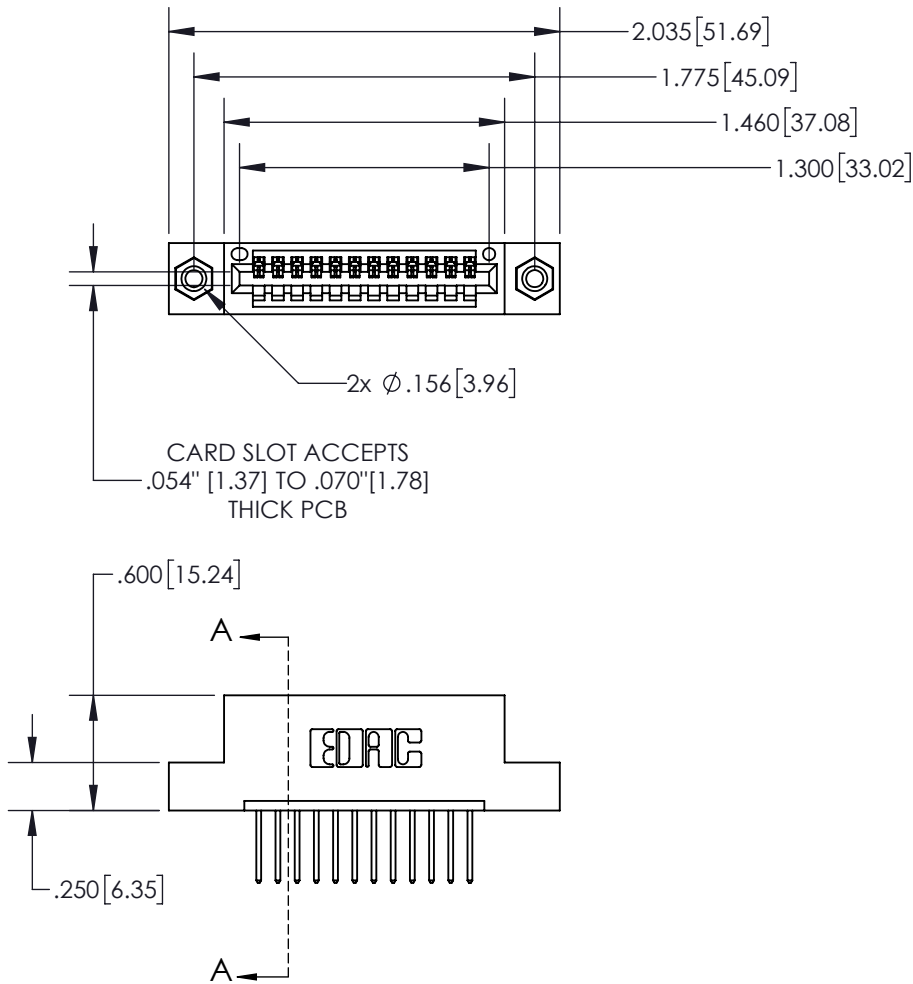 2.035[51.69]
1.775[45.09]
1.460[37.08]
1.300[33.02]
2x ∅.156[3.96]
CARD SLOT ACCEPTS
.054" [1.37] TO .070"[1.78]
THICK PCB
.600[15.24]
A
EDAC
.250[6.35]
A